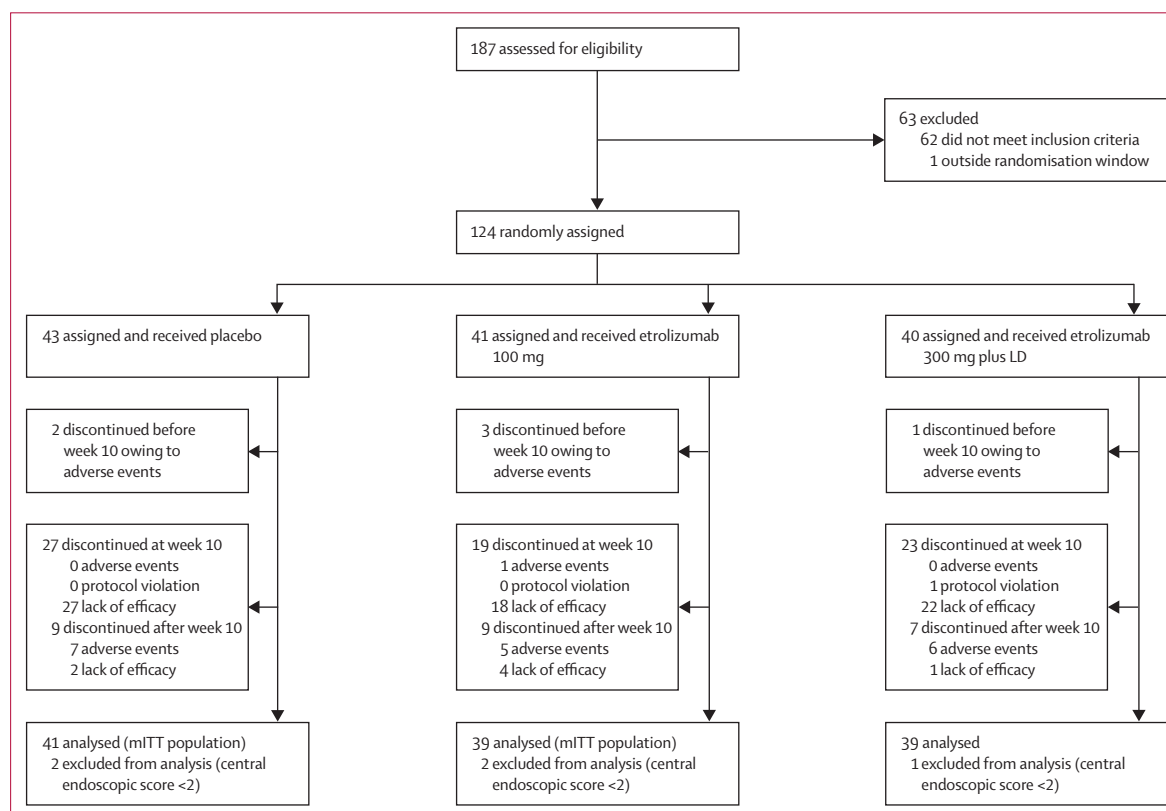 187 assessed for eligibility
63 excluded
62 did not meet inclusion criteria
1 outside randomisation window
124 randomly assigned
43 assigned and received placebo
41 assigned and received etrolizumab
100 mg
40 assigned and received etrolizumab
300 mg plus LD
2 discontinued before
week 10 owing to
adverse events
3 discontinued before
week 10 owing to
adverse events
1 discontinued before
week 10 owing to
adverse events
27 discontinued at week 10
0 adverse events
0 protocol violation
27 lack of efficacy
9 discontinued after week 10
7 adverse events
2 lack of efficacy
19 discontinued at week 10
1 adverse events
0 protocol violation
18 lack of efficacy
9 discontinued after week 10
5 adverse events
4 lack of efficacy
23 discontinued at week 10
0 adverse events
1 protocol violation
22 lack of efficacy
7 discontinued after week 10
6 adverse events
1 lack of efficacy
41 analysed (mITT population)
2 excluded from analysis (central
endoscopic score <2)
39 analysed (mITT population)
2 excluded from analysis (central
endoscopic score <2)
39 analysed
1 excluded from analysis (central
endoscopic score <2)